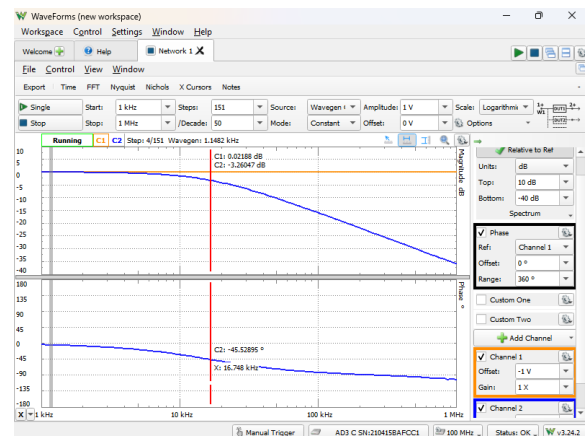 WaveForms (new workspace)
Workspace Control Settings Window Help
Welcome Help Network 1
File Control View Window
Export Time FFT Nyquist Nichols X Cursors Notes
Single Start: 1 kHz Steps: 151 Source: Wavegen Amplitude: 1 V Scale: Logarithmic
Stop Stop: 1 MHz /Decade: 50 Mode: Constant Offset: 0 V Options
Running C1 C2 Step: 4/151 Wavegen: 1.1482 kHz
10
5
0
-5
-10
-15
-20
-25
-30
-35
-40
C1: 0.02188 dB
C2: -3.26047 dB
Magnitude dB
180
135
90
45
0
-45
-90
-135
-180
C2: -45.52895 °
X: 16.748 kHz
Phase °
X 1 kHz 10 kHz 100 kHz 1 MHz
Relative to Ref
Units: dB
Top: 10 dB
Bottom: -40 dB
Spectrum
Phase
Ref: Channel 1
Offset: 0 °
Range: 360 °
Custom One
Custom Two
Add Channel
Channel 1
Offset: -1 V
Gain: 1 X
Channel 2
Manual Trigger AD3 C SN:210415BAFCC1 100 MHz Status: OK v3.24.2